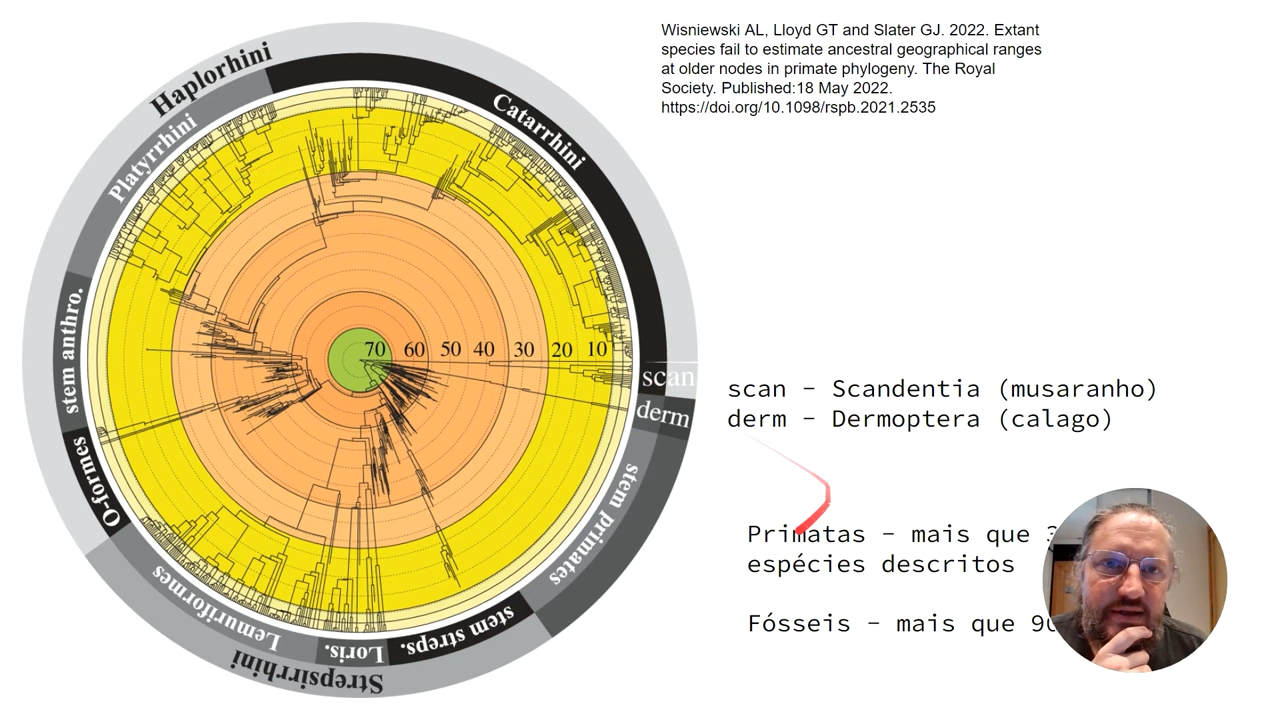 Wisniewski AL, Lloyd GT and Slater GJ. 2022. Extant
species fail to estimate ancestral geographical ranges
at older nodes in primate phylogeny. The Royal
Society. Published:18 May 2022.
https://doi.org/10.1098/rspb.2021.2535
Haplorhini
Catarrhini
Platyrrhini
stem anthro.
O-formes
Lemuriformes
Strepsirrhini
Loris.
stem streps.
stem primates
70 60 50 40 30 20 10
scan
derm
scan - Scandentia (musaranho)
derm - Dermoptera (calago)
Primatas - mais que
espécies descritos
Fósseis - mais que